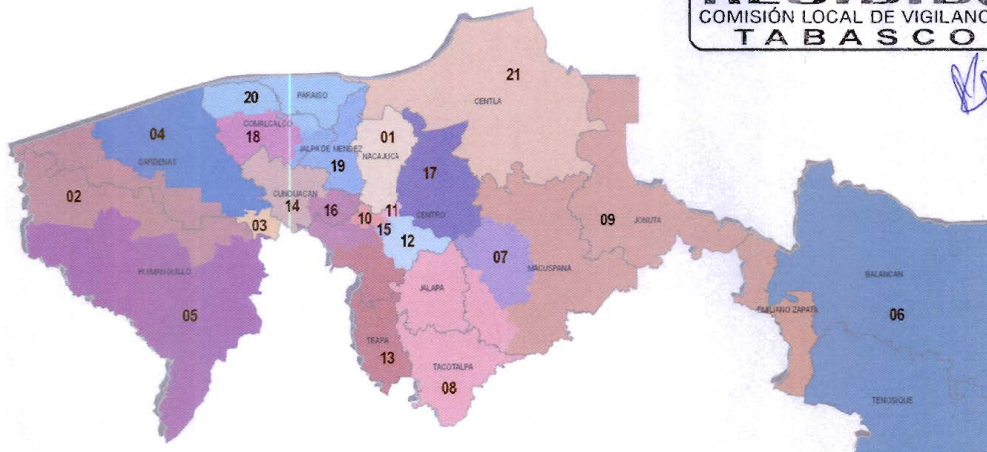 COMISIÓN LOCAL DE VIGILANC
TABASCO
21
CENTLA
20
PARAISO
04
COMALCALCO
18
01
CARDENAS
JALPA DE MENDEZ
NACAJUCA
19
17
02
CUNDUACAN
14
16
10
11
CENTRO
03
15
12
09
JONUTA
07
HUIMANGUILLO
MACUSPANA
BALANCAN
JALAPA
05
EMILIANO ZAPATA
06
TEAPA
13
TACOTALPA
08
TENOSIQUE